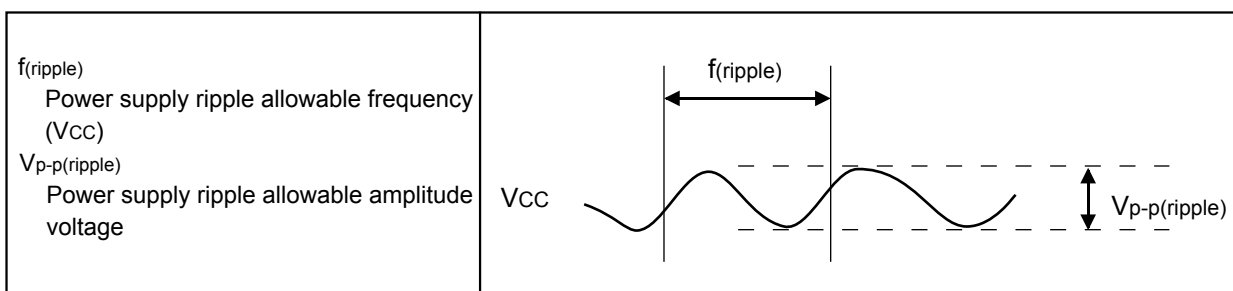 f(ripple)
Power supply ripple allowable frequency
(VCC)
Vp-p(ripple)
Power supply ripple allowable amplitude
voltage
f(ripple)
VCC
Vp-p(ripple)